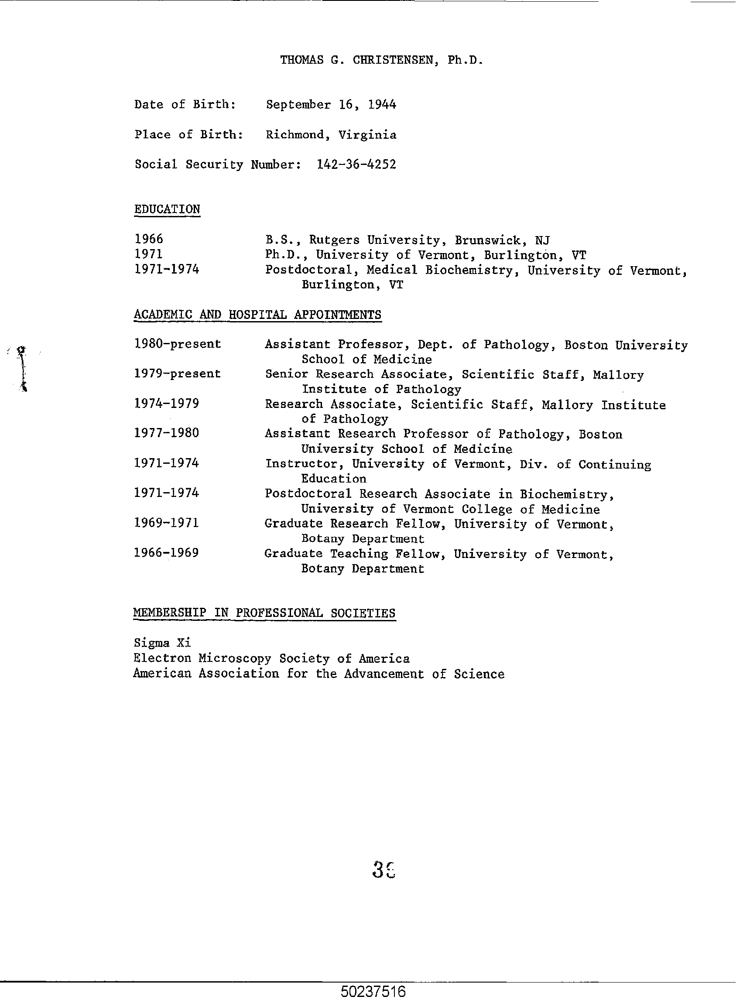 THOMAS G. CHRISTENSEN, Ph.D.
Date of Birth: September 16, 1944
Place of Birth: Richmond, Virginia
Social Security Number: 142-36-4252
EDUCATION
1966 B.S., Rutgers University, Brunswick, NJ
1971 Ph.D., University of Vermont, Burlington, VT
1971-1974 Postdoctoral, Medical Biochemistry, University of Vermont,
Burlington, VT
ACADEMIC AND HOSPITAL APPOINTMENTS
1980-present Assistant Professor, Dept. of Pathology, Boston University
School of Medicine
1979-present Senior Research Associate, Scientific Staff, Mallory
Institute of Pathology
1974-1979 Research Associate, Scientific Staff, Mallory Institute
of Pathology
1977-1980 Assistant Research Professor of Pathology, Boston
University School of Medicine
1971-1974 Instructor, University of Vermont, Div. of Continuing
Education
1971-1974 Postdoctoral Research Associate in Biochemistry,
University of Vermont College of Medicine
1969-1971 Graduate Research Fellow, University of Vermont,
Botany Department
1966-1969 Graduate Teaching Fellow, University of Vermont,
Botany Department
MEMBERSHIP IN PROFESSIONAL SOCIETIES
Sigma Xi
Electron Microscopy Society of America
American Association for the Advancement of Science
50237516